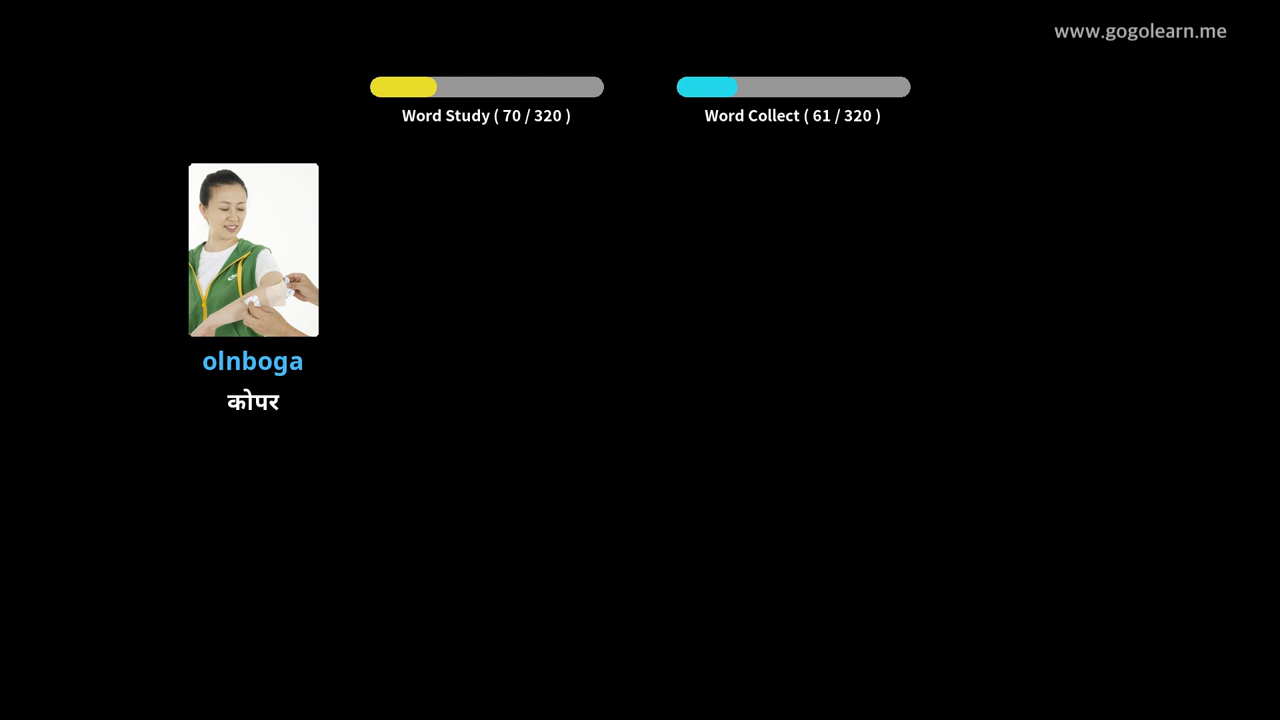 www.gogolearn.me
Word Study ( 70 / 320 )
Word Collect ( 61 / 320 )
olnboga
कोपर